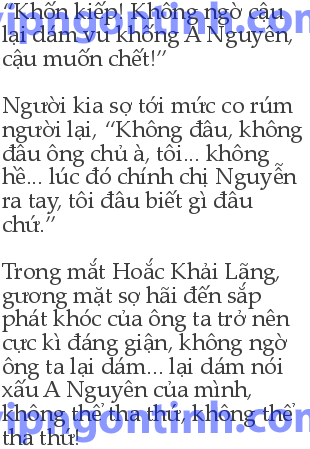 “Khốn kiếp! Không ngờ cậu
lại dám vu khống A Nguyên,
cậu muốn chết!”
Người kia sợ tới mức co rúm
người lại, “Không đâu, không
đâu ông chủ à, tôi... không
hề... lúc đó chính chị Nguyễn
ra tay, tôi đâu biết gì đâu
chứ.”
Trong mắt Hoắc Khải Lãng,
gương mặt sợ hãi đến sắp
phát khóc của ông ta trở nên
cực kì đáng giận, không ngờ
ông ta lại dám... lại dám nói
xấu A Nguyên của mình,
không thể tha thứ, không thể
tha thứ!
vipngontinh.com
vipngontinh.com